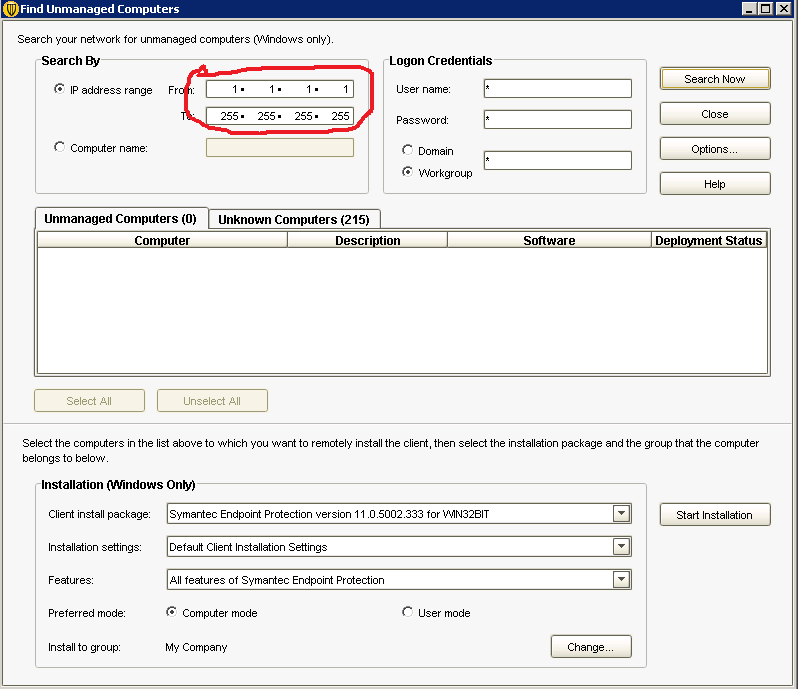 Find Unmanaged Computers
Search your network for unmanaged computers (Windows only).
Search By
IP address range From: 1 . 1 . 1 . 1
To: 255 . 255 . 255 . 255
Computer name:
Logon Credentials
User name: *
Password: *
Domain
Workgroup
*
Search Now
Close
Options...
Help
Unmanaged Computers (0) Unknown Computers (215)
Computer Description Software Deployment Status
Select All Unselect All
Select the computers in the list above to which you want to remotely install the client, then select the installation package and the group that the computer
belongs to below.
Installation (Windows Only)
Client install package: Symantec Endpoint Protection version 11.0.5002.333 for WIN32BIT
Start Installation
Installation settings: Default Client Installation Settings
Features: All features of Symantec Endpoint Protection
Preferred mode: Computer mode User mode
Install to group: My Company Change...